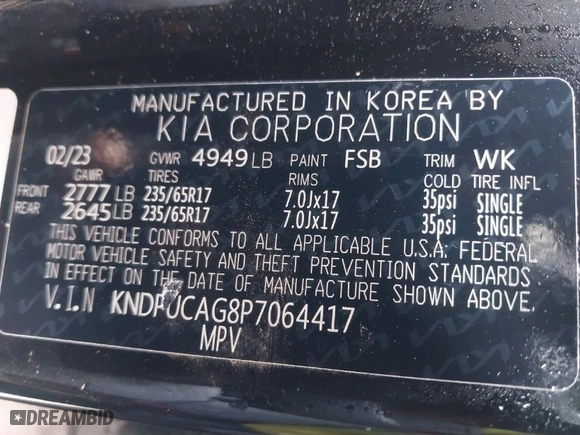 MANUFACTURED IN KOREA BY
KIA CORPORATION
02/23 GVWR 4949 LB PAINT FSB TRIM WK
GAWR TIRES RIMS COLD TIRE INFL
FRONT 2777 LB 235/65R17 7.0Jx17 35psi SINGLE
REAR 2645 LB 235/65R17 7.0Jx17 35psi SINGLE
THIS VEHICLE CONFORMS TO ALL APPLICABLE U.S.A. FEDERAL
MOTOR VEHICLE SAFETY AND THEFT PREVENTION STANDARDS
IN EFFECT ON THE DATE OF MANUFACTURE SHOWN ABOVE.
V.I.N KNDPUCAG8P7064417
MPV
DREAMBID